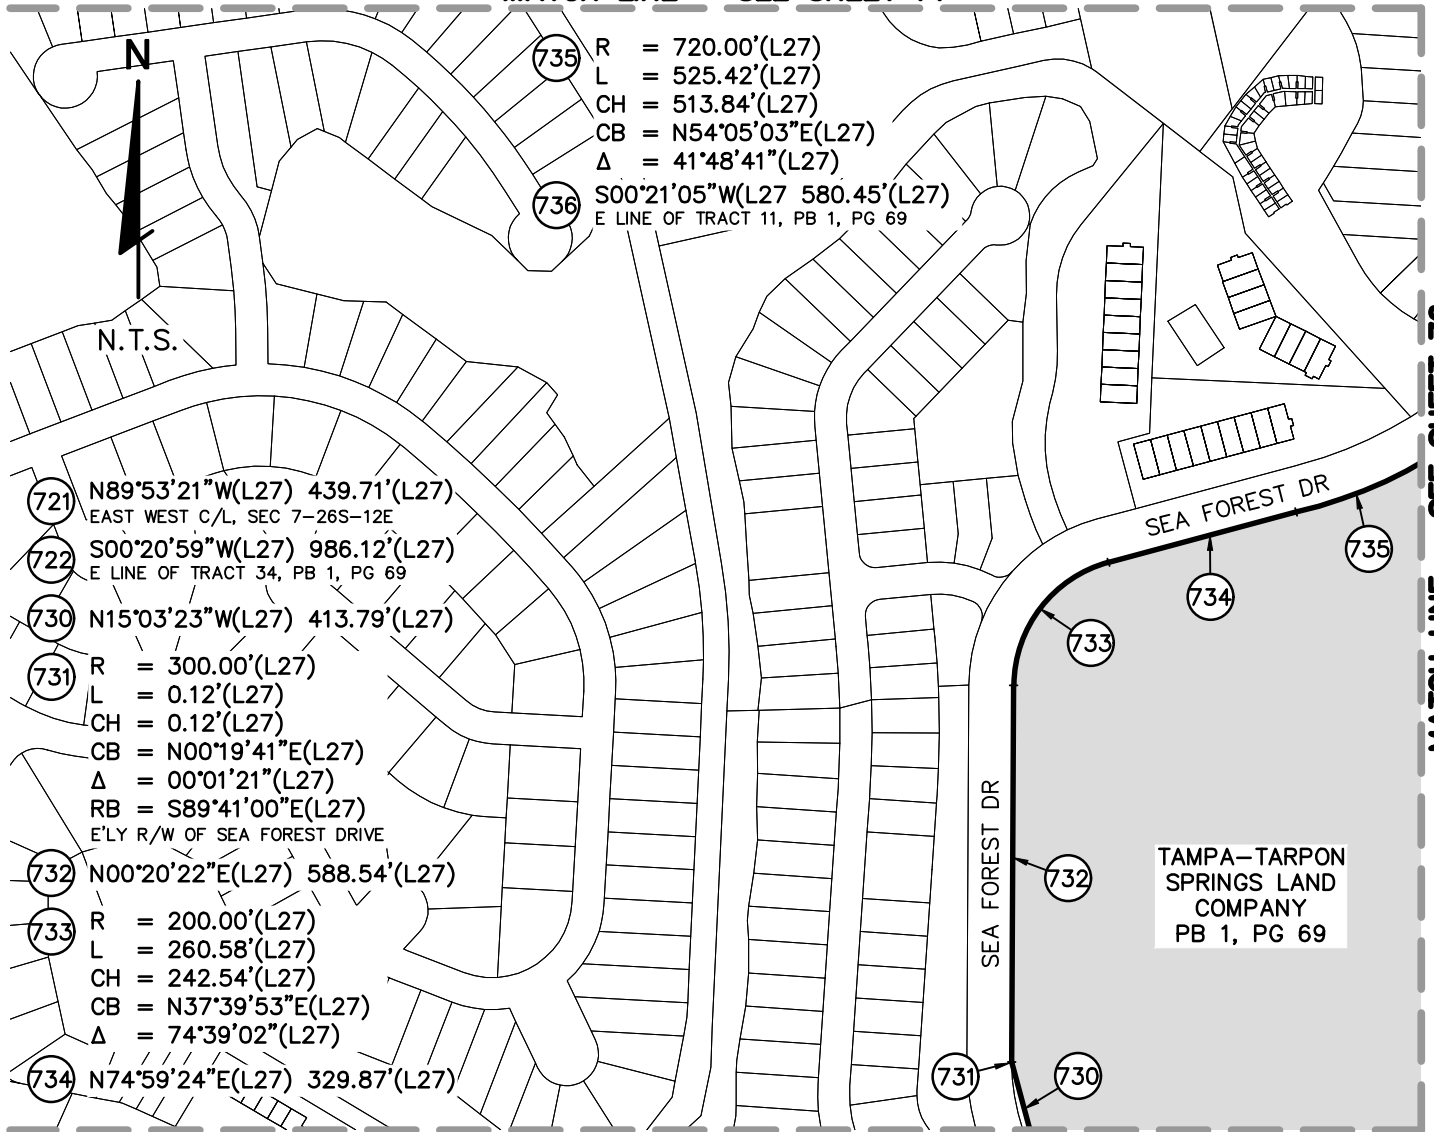 N
N.T.S.
735
R = 720.00'(L27)
L = 525.42'(L27)
CH = 513.84'(L27)
CB = N54°05'03"E(L27)
Δ = 41°48'41"(L27)
736
S00°21'05"W(L27 580.45'(L27)
E LINE OF TRACT 11, PB 1, PG 69
721
N89°53'21"W(L27) 439.71'(L27)
EAST WEST C/L, SEC 7-26S-12E
722
S00°20'59"W(L27) 986.12'(L27)
E LINE OF TRACT 34, PB 1, PG 69
730
N15°03'23"W(L27) 413.79'(L27)
731
R = 300.00'(L27)
L = 0.12'(L27)
CH = 0.12'(L27)
CB = N00°19'41"E(L27)
Δ = 00°01'21"(L27)
RB = S89°41'00"E(L27)
E'LY R/W OF SEA FOREST DRIVE
732
N00°20'22"E(L27) 588.54'(L27)
733
R = 200.00'(L27)
L = 260.58'(L27)
CH = 242.54'(L27)
CB = N37°39'53"E(L27)
Δ = 74°39'02"(L27)
734
N74°59'24"E(L27) 329.87'(L27)
SEA FOREST DR
735
734
733
SEA FOREST DR
732
TAMPA-TARPON
SPRINGS LAND
COMPANY
PB 1, PG 69
731
730